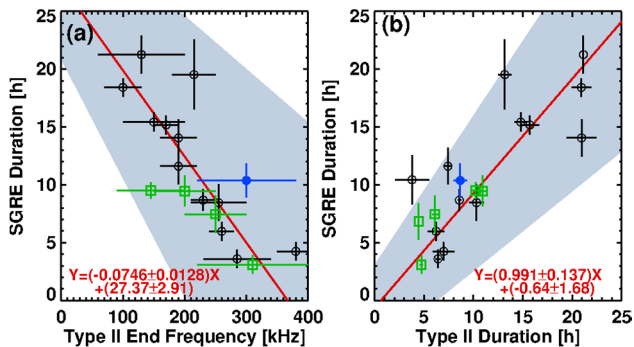 (a)
SGRE Duration [h]
25
20
15
10
5
0
Y=(-0.0746±0.0128)X
+(27.37±2.91)
0 100 200 300 400
Type II End Frequency [kHz]
(b)
SGRE Duration [h]
25
20
15
10
5
0
Y=(0.991±0.137)X
+(-0.64±1.68)
0 5 10 15 20 25
Type II Duration [h]